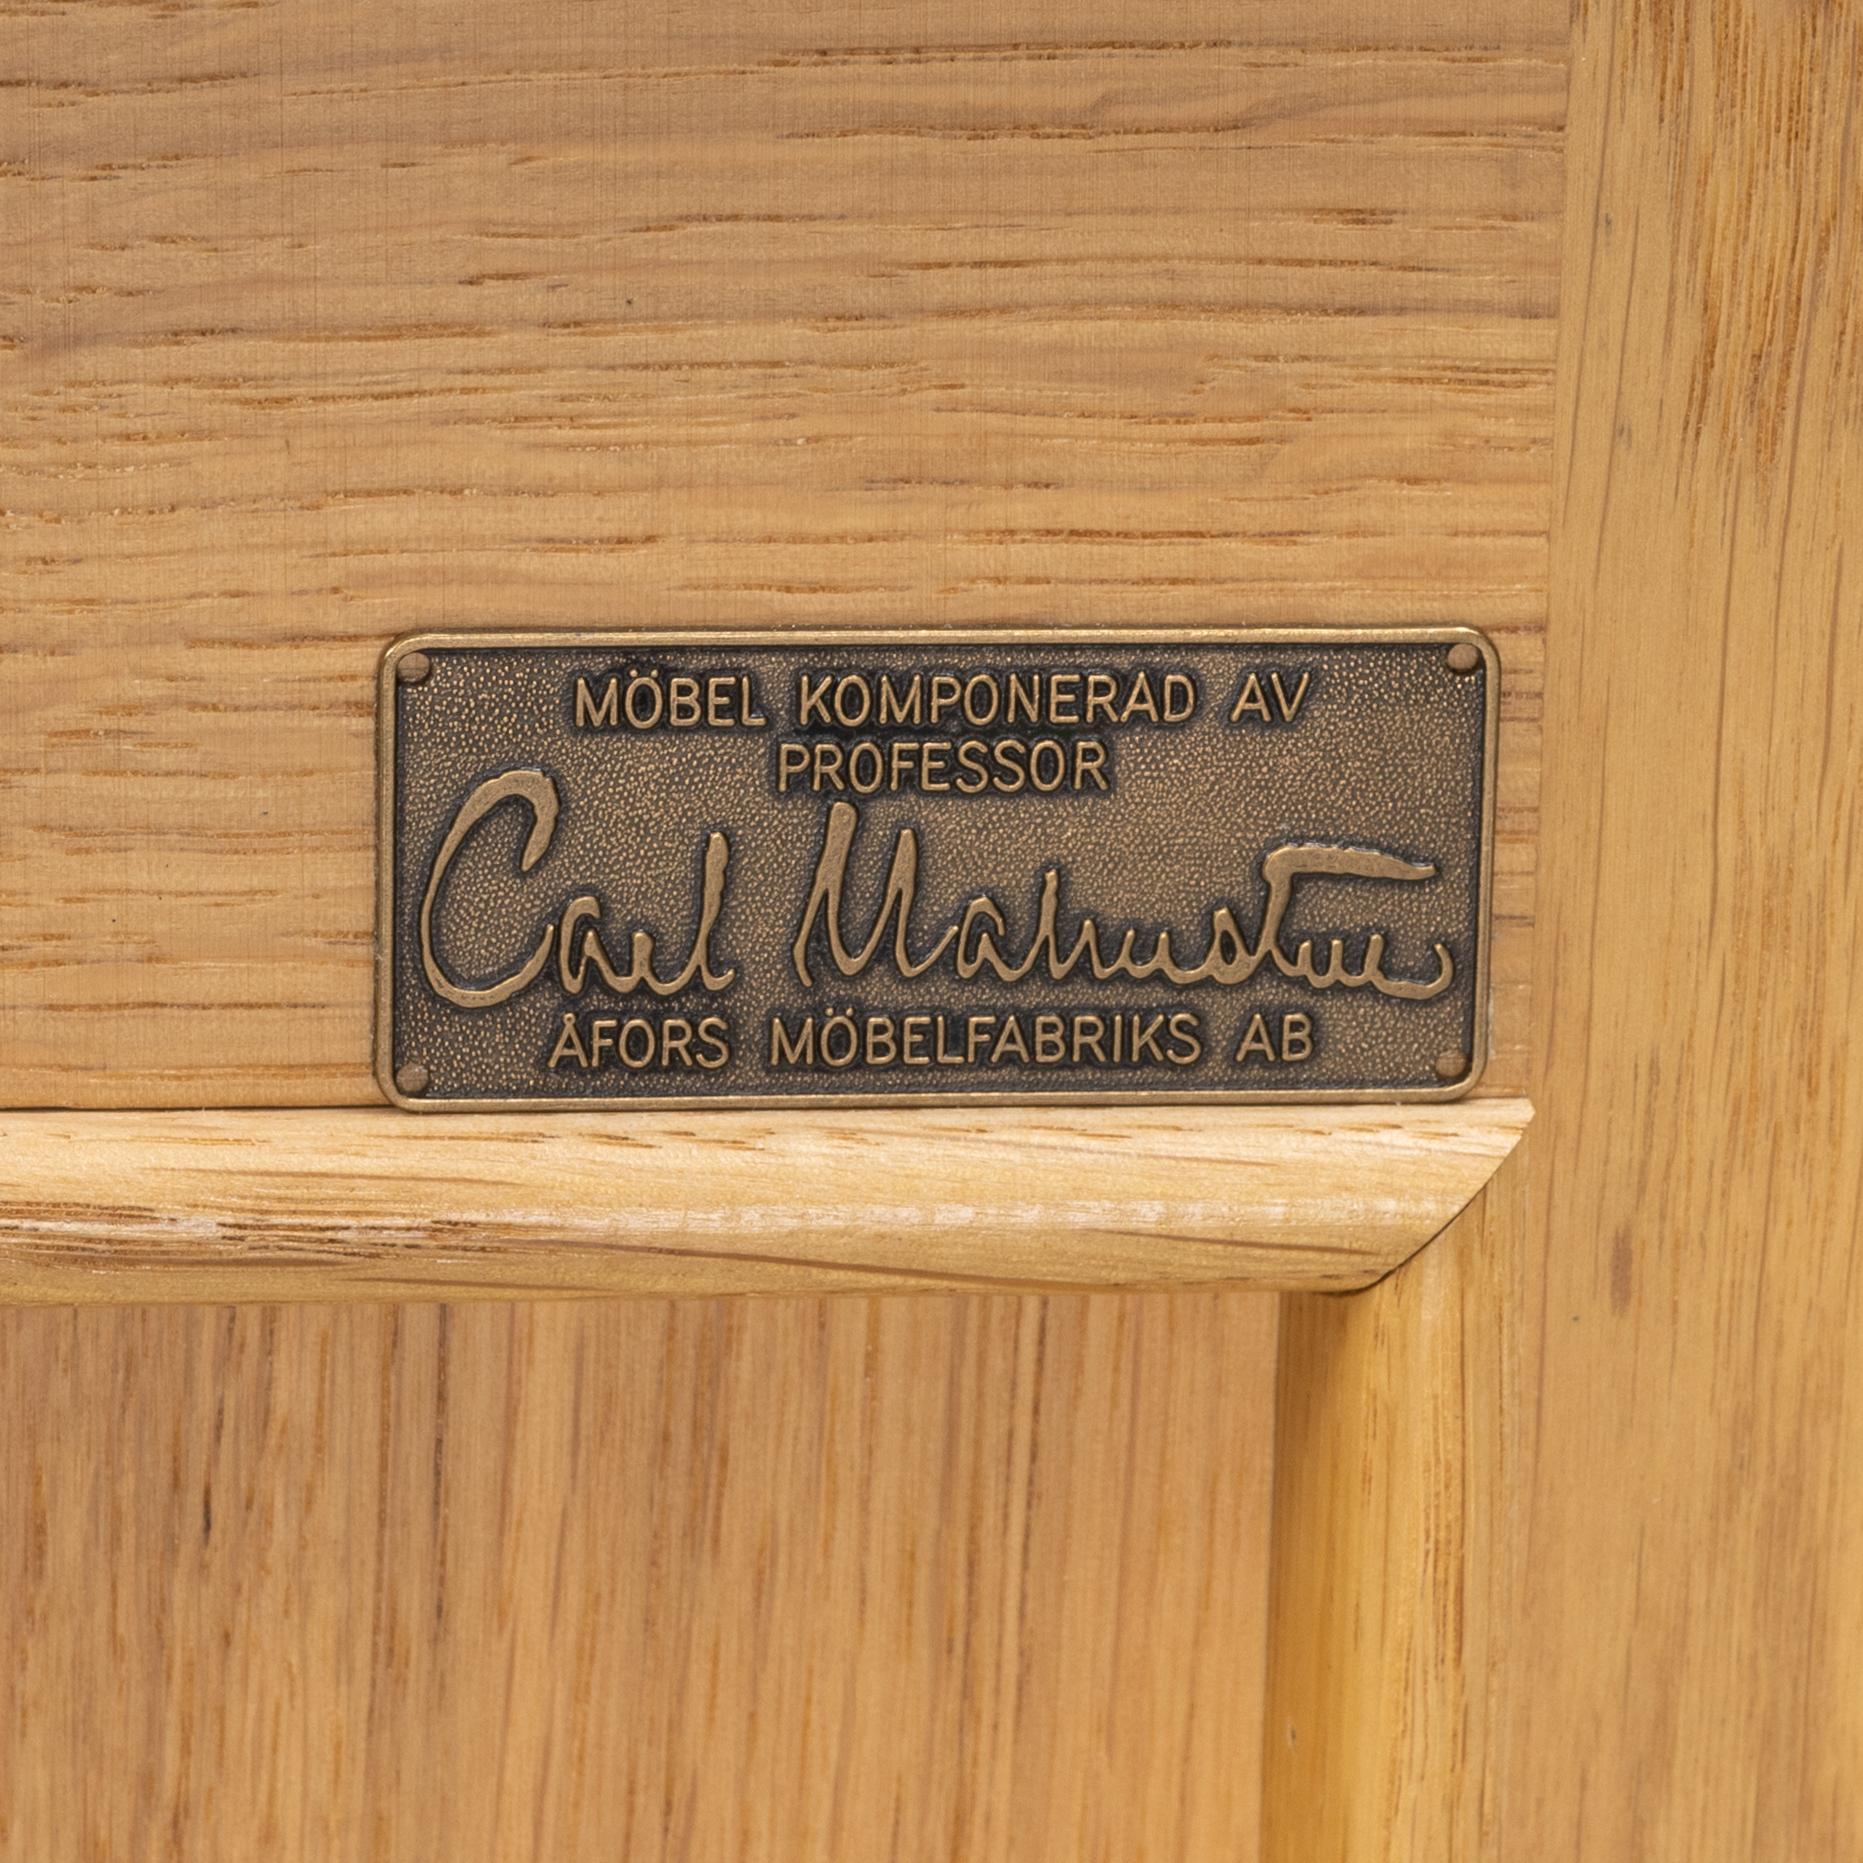 MÖBEL KOMPONERAD AV
PROFESSOR
Carl Malmsten
ÅFORS MÖBELFABRIKS AB